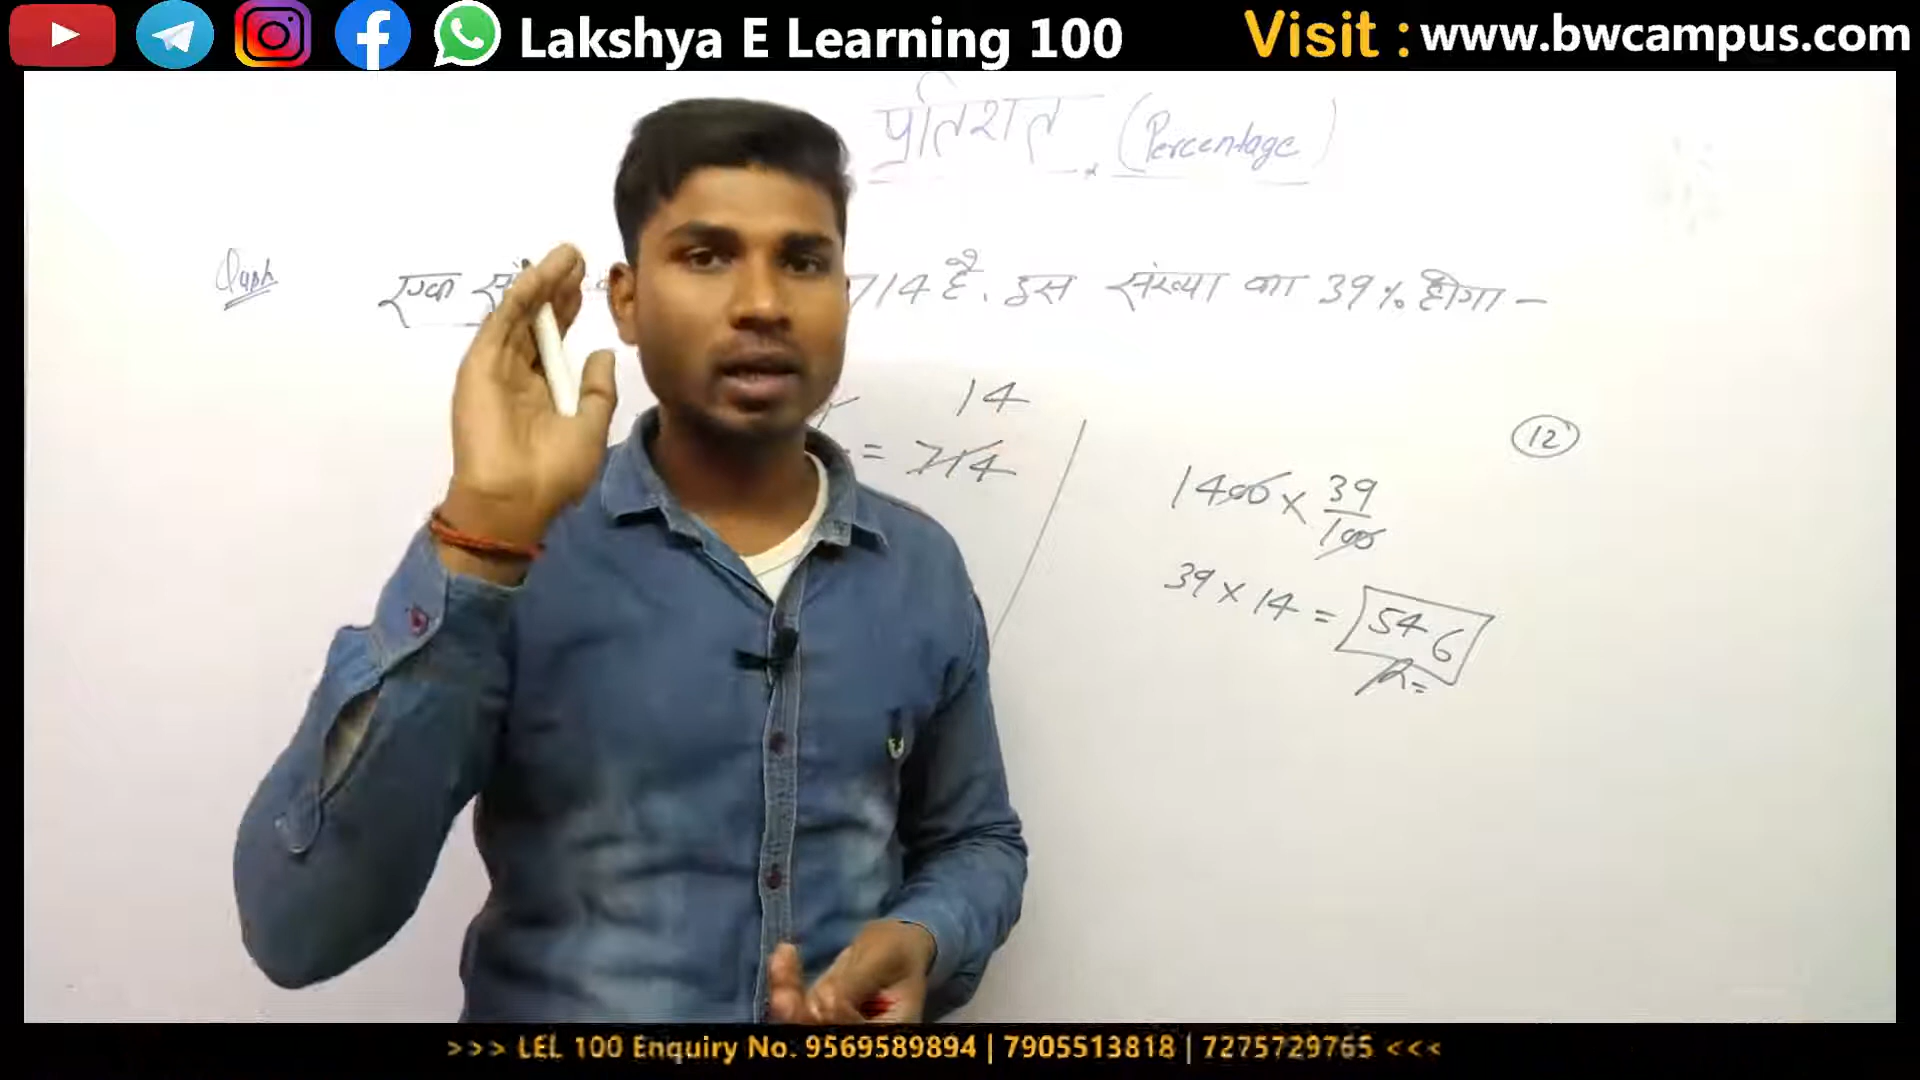 Lakshya E Learning 100
Visit : www.bwcampus.com
प्रतिशत (Percentage)
एक 714 है. इस संख्या का 39% होगा -
14
= 714
12
1400 × 39/100
39 × 14 = 546
>>> LEL 100 Enquiry No. 9569589894 | 7905513818 | 7275729765 <<<